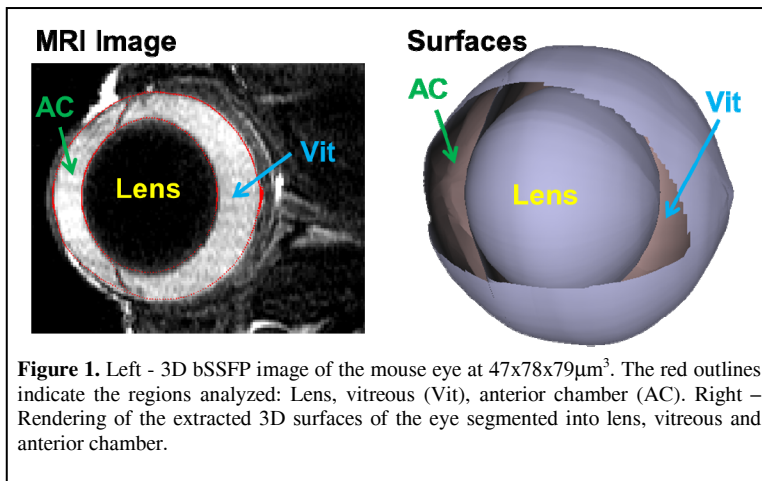 MRI Image
Surfaces
AC
Vit
Lens
AC
Vit
Lens
Figure 1. Left - 3D bSSFP image of the mouse eye at 47x78x79μm³. The red outlines
indicate the regions analyzed: Lens, vitreous (Vit), anterior chamber (AC). Right –
Rendering of the extracted 3D surfaces of the eye segmented into lens, vitreous and
anterior chamber.